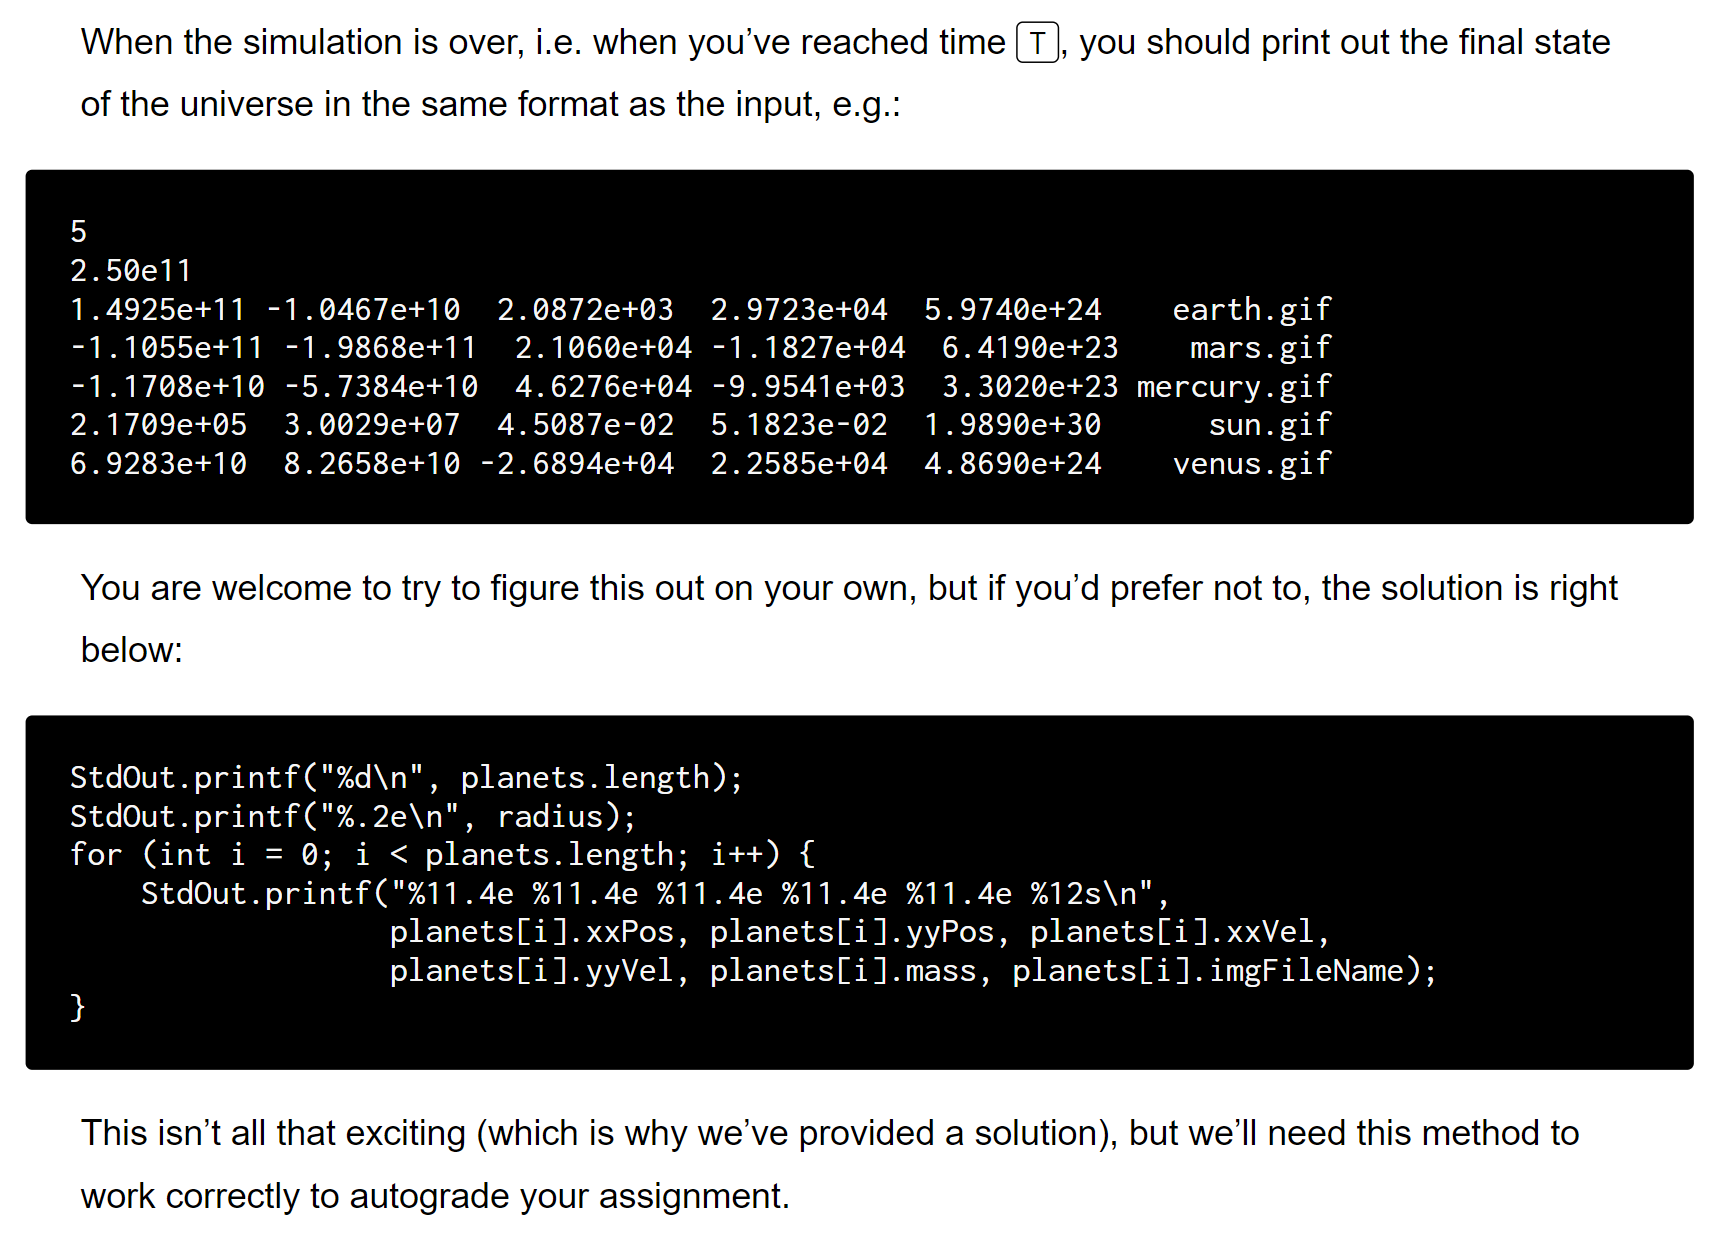 When the simulation is over, i.e. when you’ve reached time T, you should print out the final state
of the universe in the same format as the input, e.g.:
5
2.50e11
1.4925e+11 -1.0467e+10  2.0872e+03  2.9723e+04  5.9740e+24    earth.gif
-1.1055e+11 -1.9868e+11  2.1060e+04 -1.1827e+04  6.4190e+23    mars.gif
-1.1708e+10 -5.7384e+10  4.6276e+04 -9.9541e+03  3.3020e+23 mercury.gif
2.1709e+05  3.0029e+07  4.5087e-02  5.1823e-02  1.9890e+30      sun.gif
6.9283e+10  8.2658e+10 -2.6894e+04  2.2585e+04  4.8690e+24    venus.gif
You are welcome to try to figure this out on your own, but if you’d prefer not to, the solution is right
below:
StdOut.printf("%d\n", planets.length);
StdOut.printf("%.2e\n", radius);
for (int i = 0; i < planets.length; i++) {
    StdOut.printf("%11.4e %11.4e %11.4e %11.4e %11.4e %12s\n",
                  planets[i].xxPos, planets[i].yyPos, planets[i].xxVel,
                  planets[i].yyVel, planets[i].mass, planets[i].imgFileName);
}
This isn’t all that exciting (which is why we’ve provided a solution), but we’ll need this method to
work correctly to autograde your assignment.